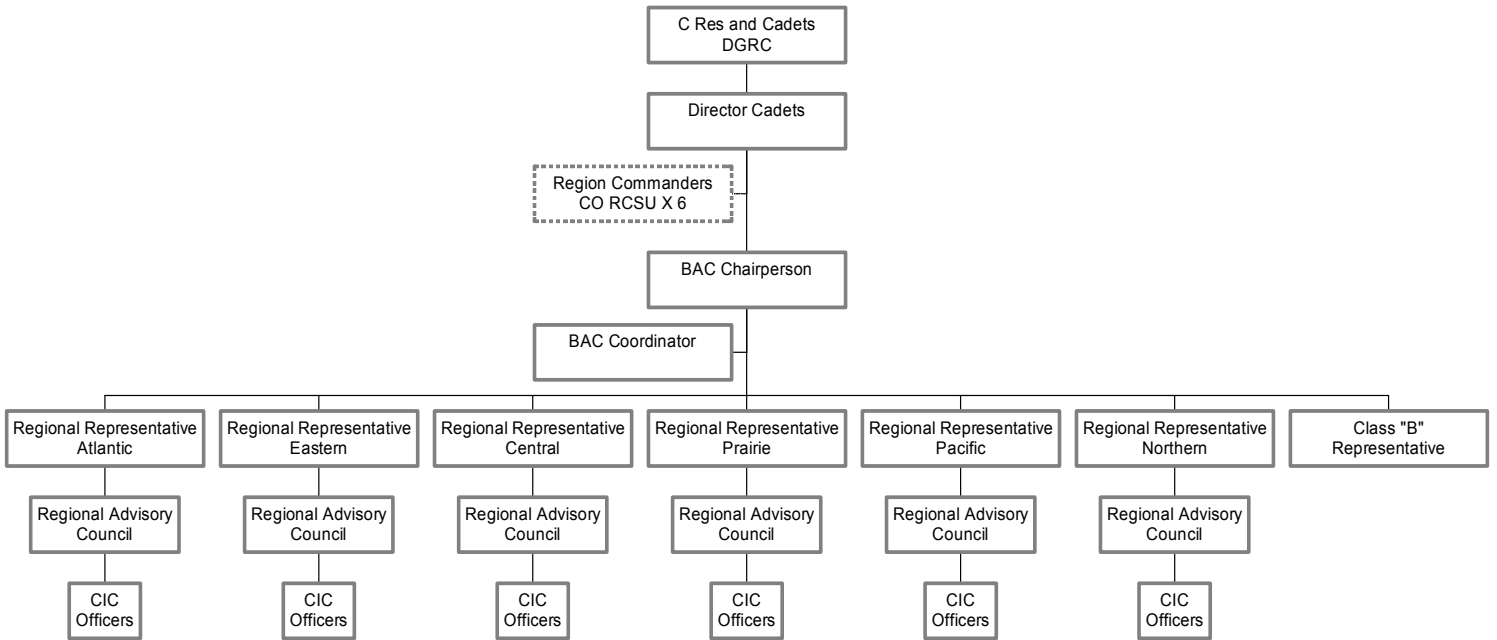 C Res and Cadets
DGRC
Director Cadets
Region Commanders
CO RCSU X 6
BAC Chairperson
BAC Coordinator
Regional Representative
Atlantic
Regional Representative
Eastern
Regional Representative
Central
Regional Representative
Prairie
Regional Representative
Pacific
Regional Representative
Northern
Class "B"
Representative
Regional Advisory
Council
Regional Advisory
Council
Regional Advisory
Council
Regional Advisory
Council
Regional Advisory
Council
Regional Advisory
Council
CIC
Officers
CIC
Officers
CIC
Officers
CIC
Officers
CIC
Officers
CIC
Officers